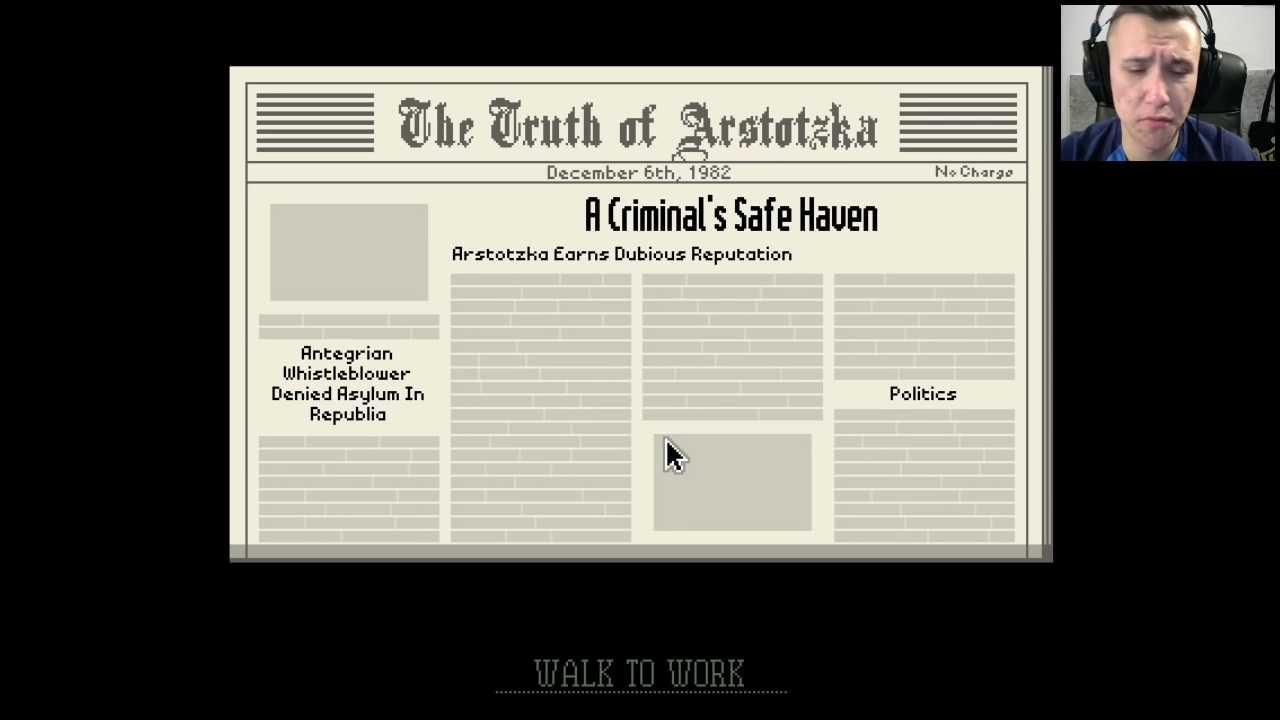 The Truth of Arstotzka
December 6th, 1982
No Charge
A Criminal's Safe Haven
Arstotzka Earns Dubious Reputation
Antegrian
Whistleblower
Denied Asylum In
Republia
Politics
WALK TO WORK